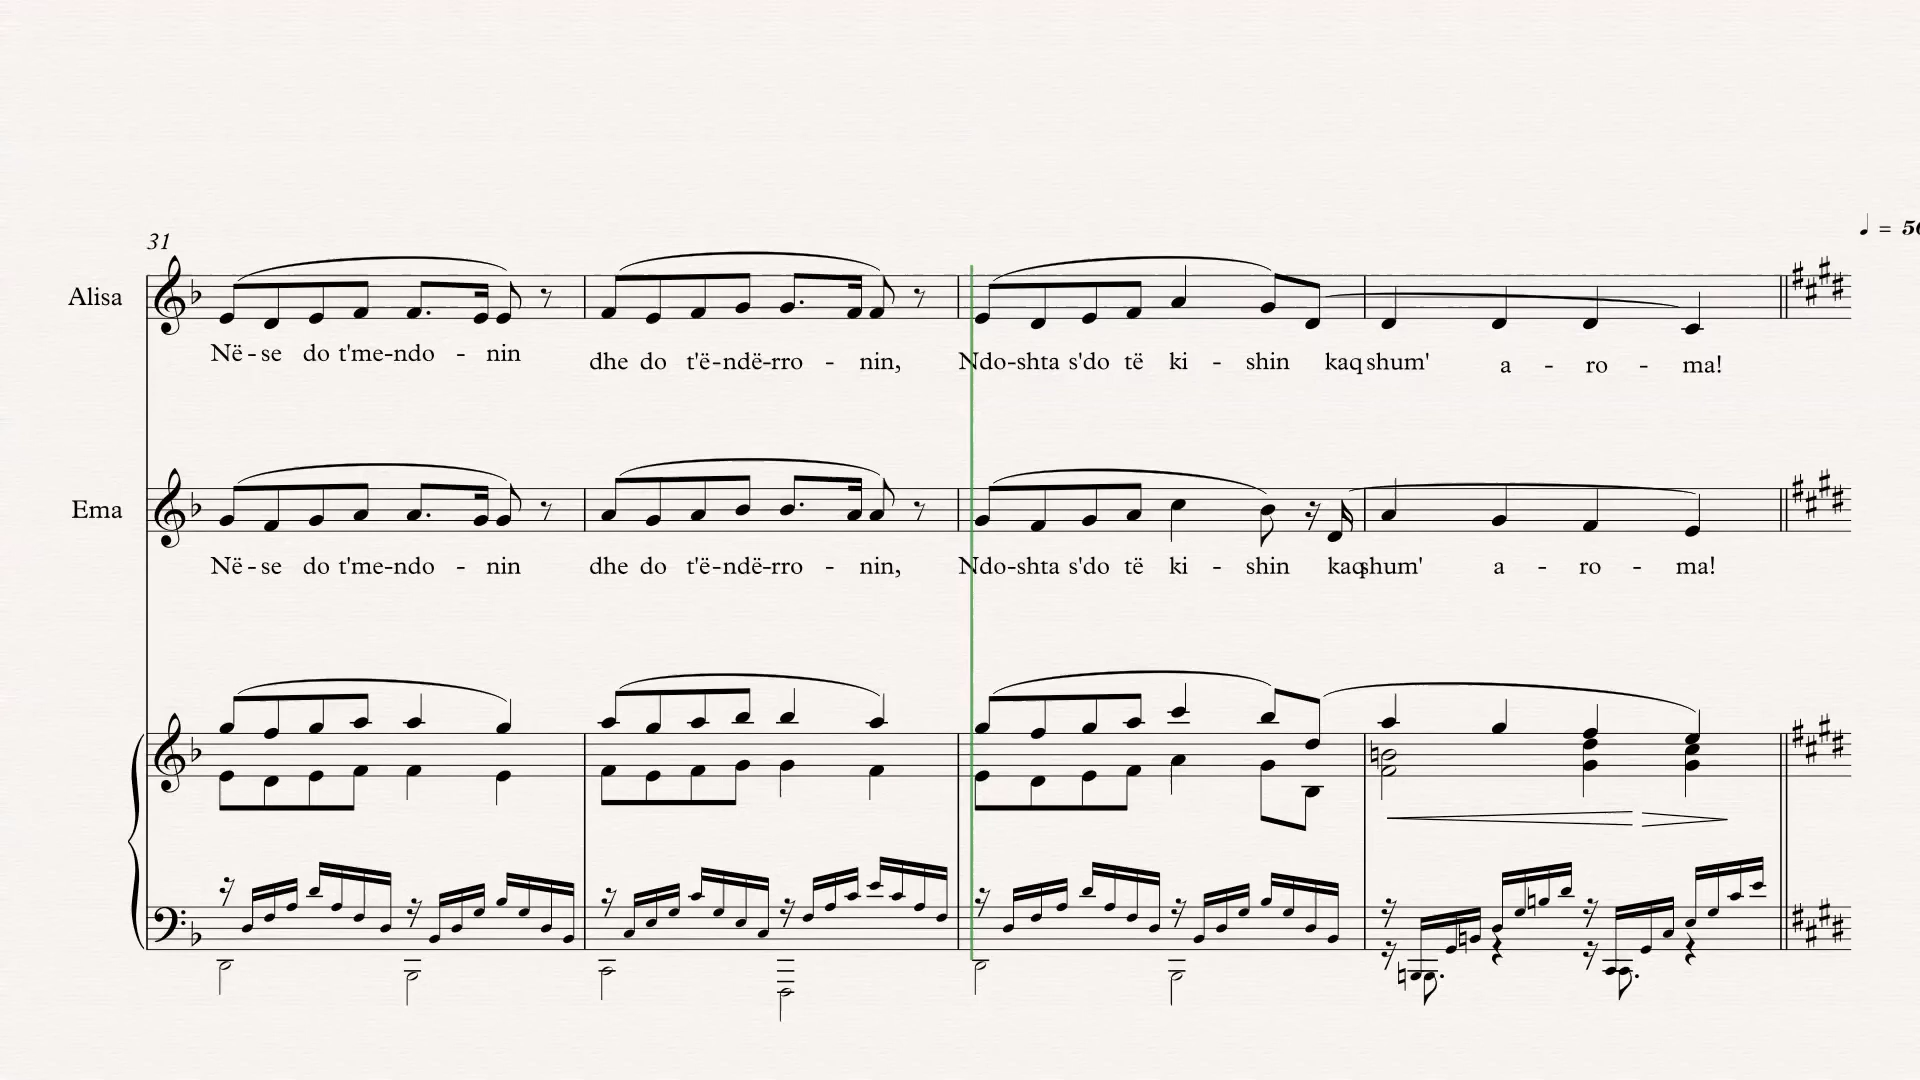 ♩ = 5
31
Alisa
Në - se do t'me-ndo - nin dhe do t'ë-ndë-rro - nin, Ndo-shta s'do të ki - shin kaq shum' a - ro - ma!
Ema
Në - se do t'me-ndo - nin dhe do t'ë-ndë-rro - nin, Ndo-shta s'do të ki - shin kaq shum' a - ro - ma!